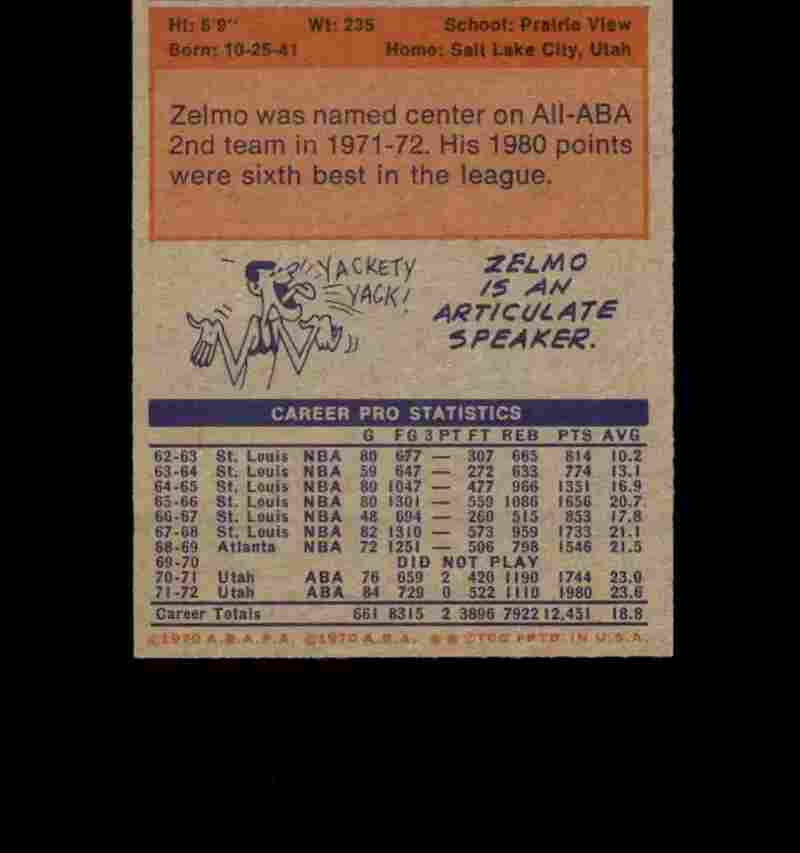 Ht: 6'9" Wt: 235 School: Prairie View
Born: 10-25-41 Home: Salt Lake City, Utah
Zelmo was named center on All-ABA
2nd team in 1971-72. His 1980 points
were sixth best in the league.
YACKETY
YACK!
ZELMO
IS AN
ARTICULATE
SPEAKER.
CAREER PRO STATISTICS
G FG 3 PT FT REB PTS AVG
62-63 St. Louis NBA 80 677 — 307 665 814 10.2
63-64 St. Louis NBA 59 647 — 272 633 774 13.1
64-65 St. Louis NBA 80 1047 — 477 966 1351 16.9
65-66 St. Louis NBA 80 1301 — 559 1086 1656 20.7
66-67 St. Louis NBA 48 694 — 260 515 853 17.8
67-68 St. Louis NBA 82 1310 — 573 959 1733 21.1
68-69 Atlanta NBA 72 1251 — 506 798 1546 21.5
69-70 DID NOT PLAY
70-71 Utah ABA 76 659 2 420 1190 1744 23.0
71-72 Utah ABA 84 729 0 522 1110 1980 23.6
Career Totals 661 8315 2 3896 7922 12,451 18.8
©1970 A.B.A.P.A. ©1970 A.B.A. © TCG PRTD. IN U.S.A.